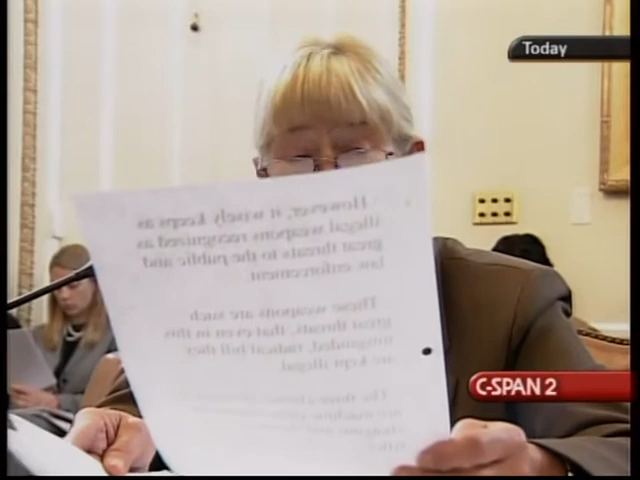 Today
However, it wisely keeps as
illegal weapons recognized as
great threats to the public and
law enforcement.
These weapons are such
great threats, that even in this
misguided, radical bill they
are kept illegal.
C-SPAN 2